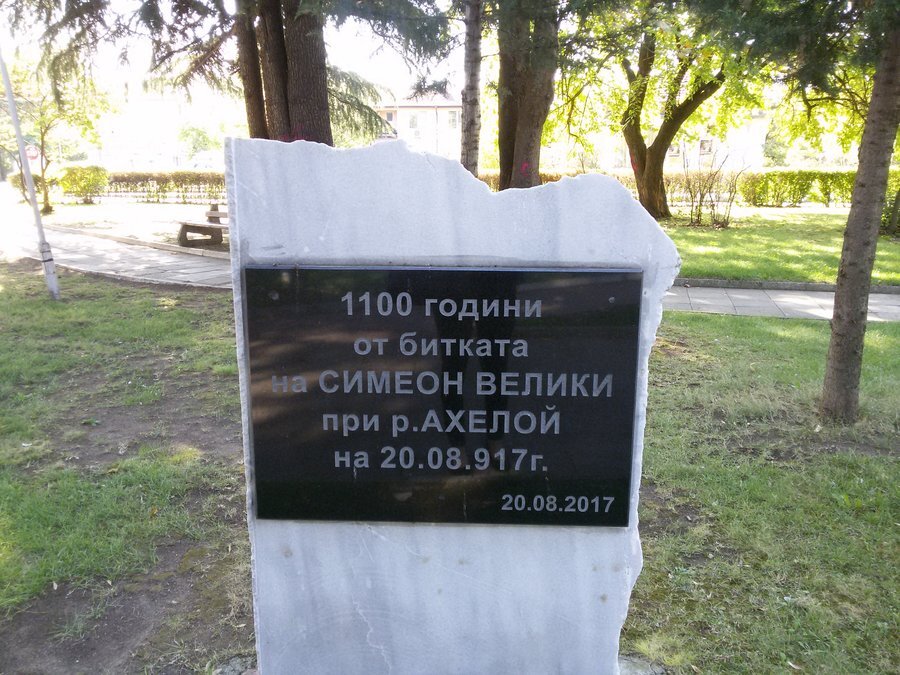 1100 години
от битката
на СИМЕОН ВЕЛИКИ
при р.АХЕЛОЙ
на 20.08.917г.
20.08.2017